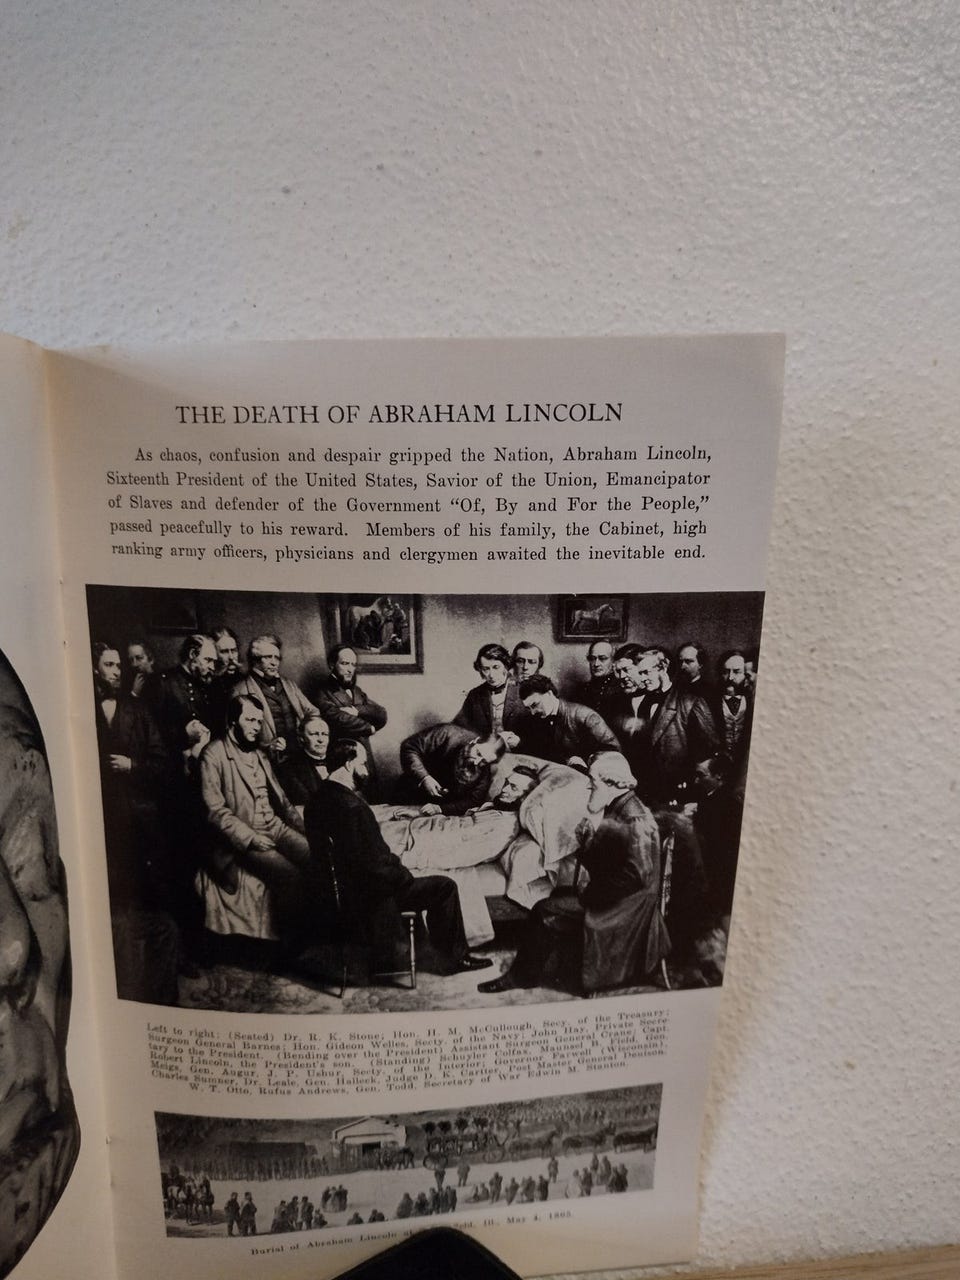 THE DEATH OF ABRAHAM LINCOLN
As chaos, confusion and despair gripped the Nation, Abraham Lincoln,
Sixteenth President of the United States, Savior of the Union, Emancipator
of Slaves and defender of the Government “Of, By and For the People,”
passed peacefully to his reward. Members of his family, the Cabinet, high
ranking army officers, physicians and clergymen awaited the inevitable end.
Left to right: (Seated) Dr. R. K. Stone; Hon. H. M. McCullough, Secy. of the Treasury;
Surgeon General Barnes; Hon. Gideon Welles, Secty. of the Navy; John Hay, Private Secre-
tary to the President. (Bending over the President) Assistant Surgeon General Crane; Capt.
Robert Lincoln, the President's son. (Standing) Schuyler Colfax, Maunsel B. Field, Gen.
Meigs, Gen. Augur, J. P. Usher, Secty. of the Interior; Governor Farwell (Wisconsin)
Charles Sumner, Dr. Leale, Gen. Halleck, Judge D. K. Cartter, Post Master General Denison,
W. T. Otto, Rufus Andrews, Gen. Todd, Secretary of War Edwin M. Stanton.
Burial of Abraham Lincoln Ill., May 4, 1865.